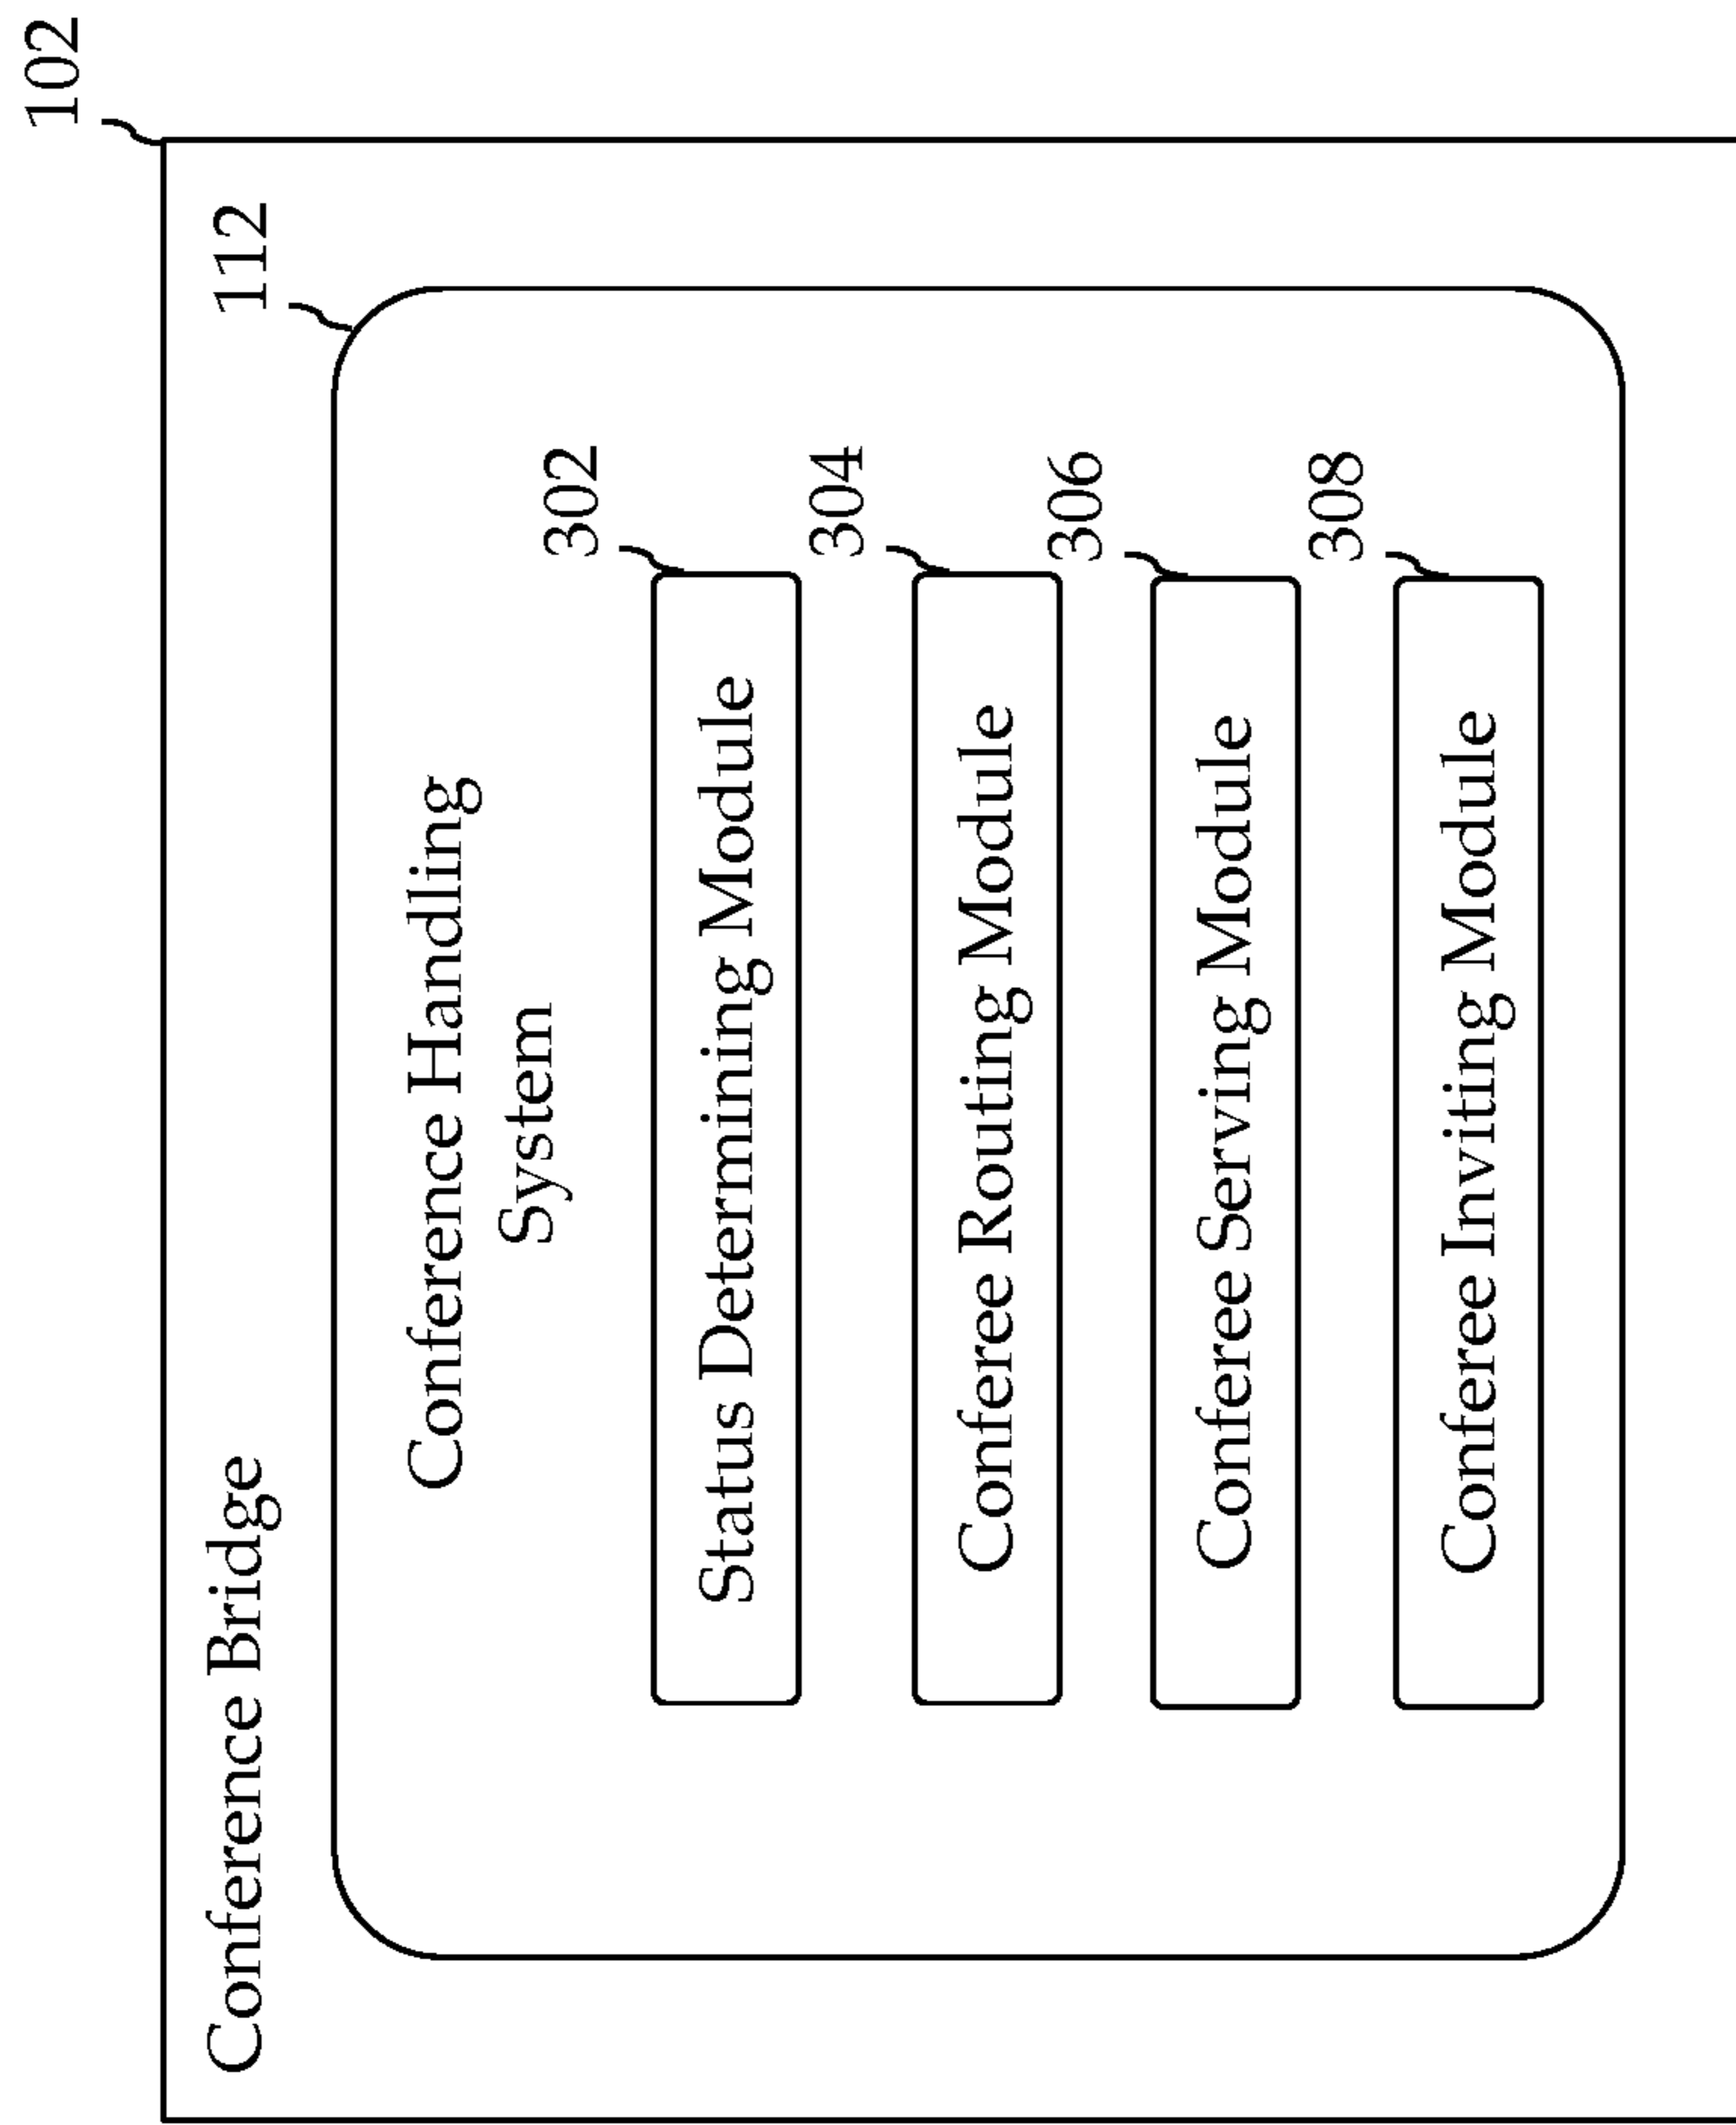 102
Conference Bridge
112
Conference Handling
System
302
Status Determining Module
304
Conferee Routing Module
306
Conferee Serving Module
308
Conferee Inviting Module